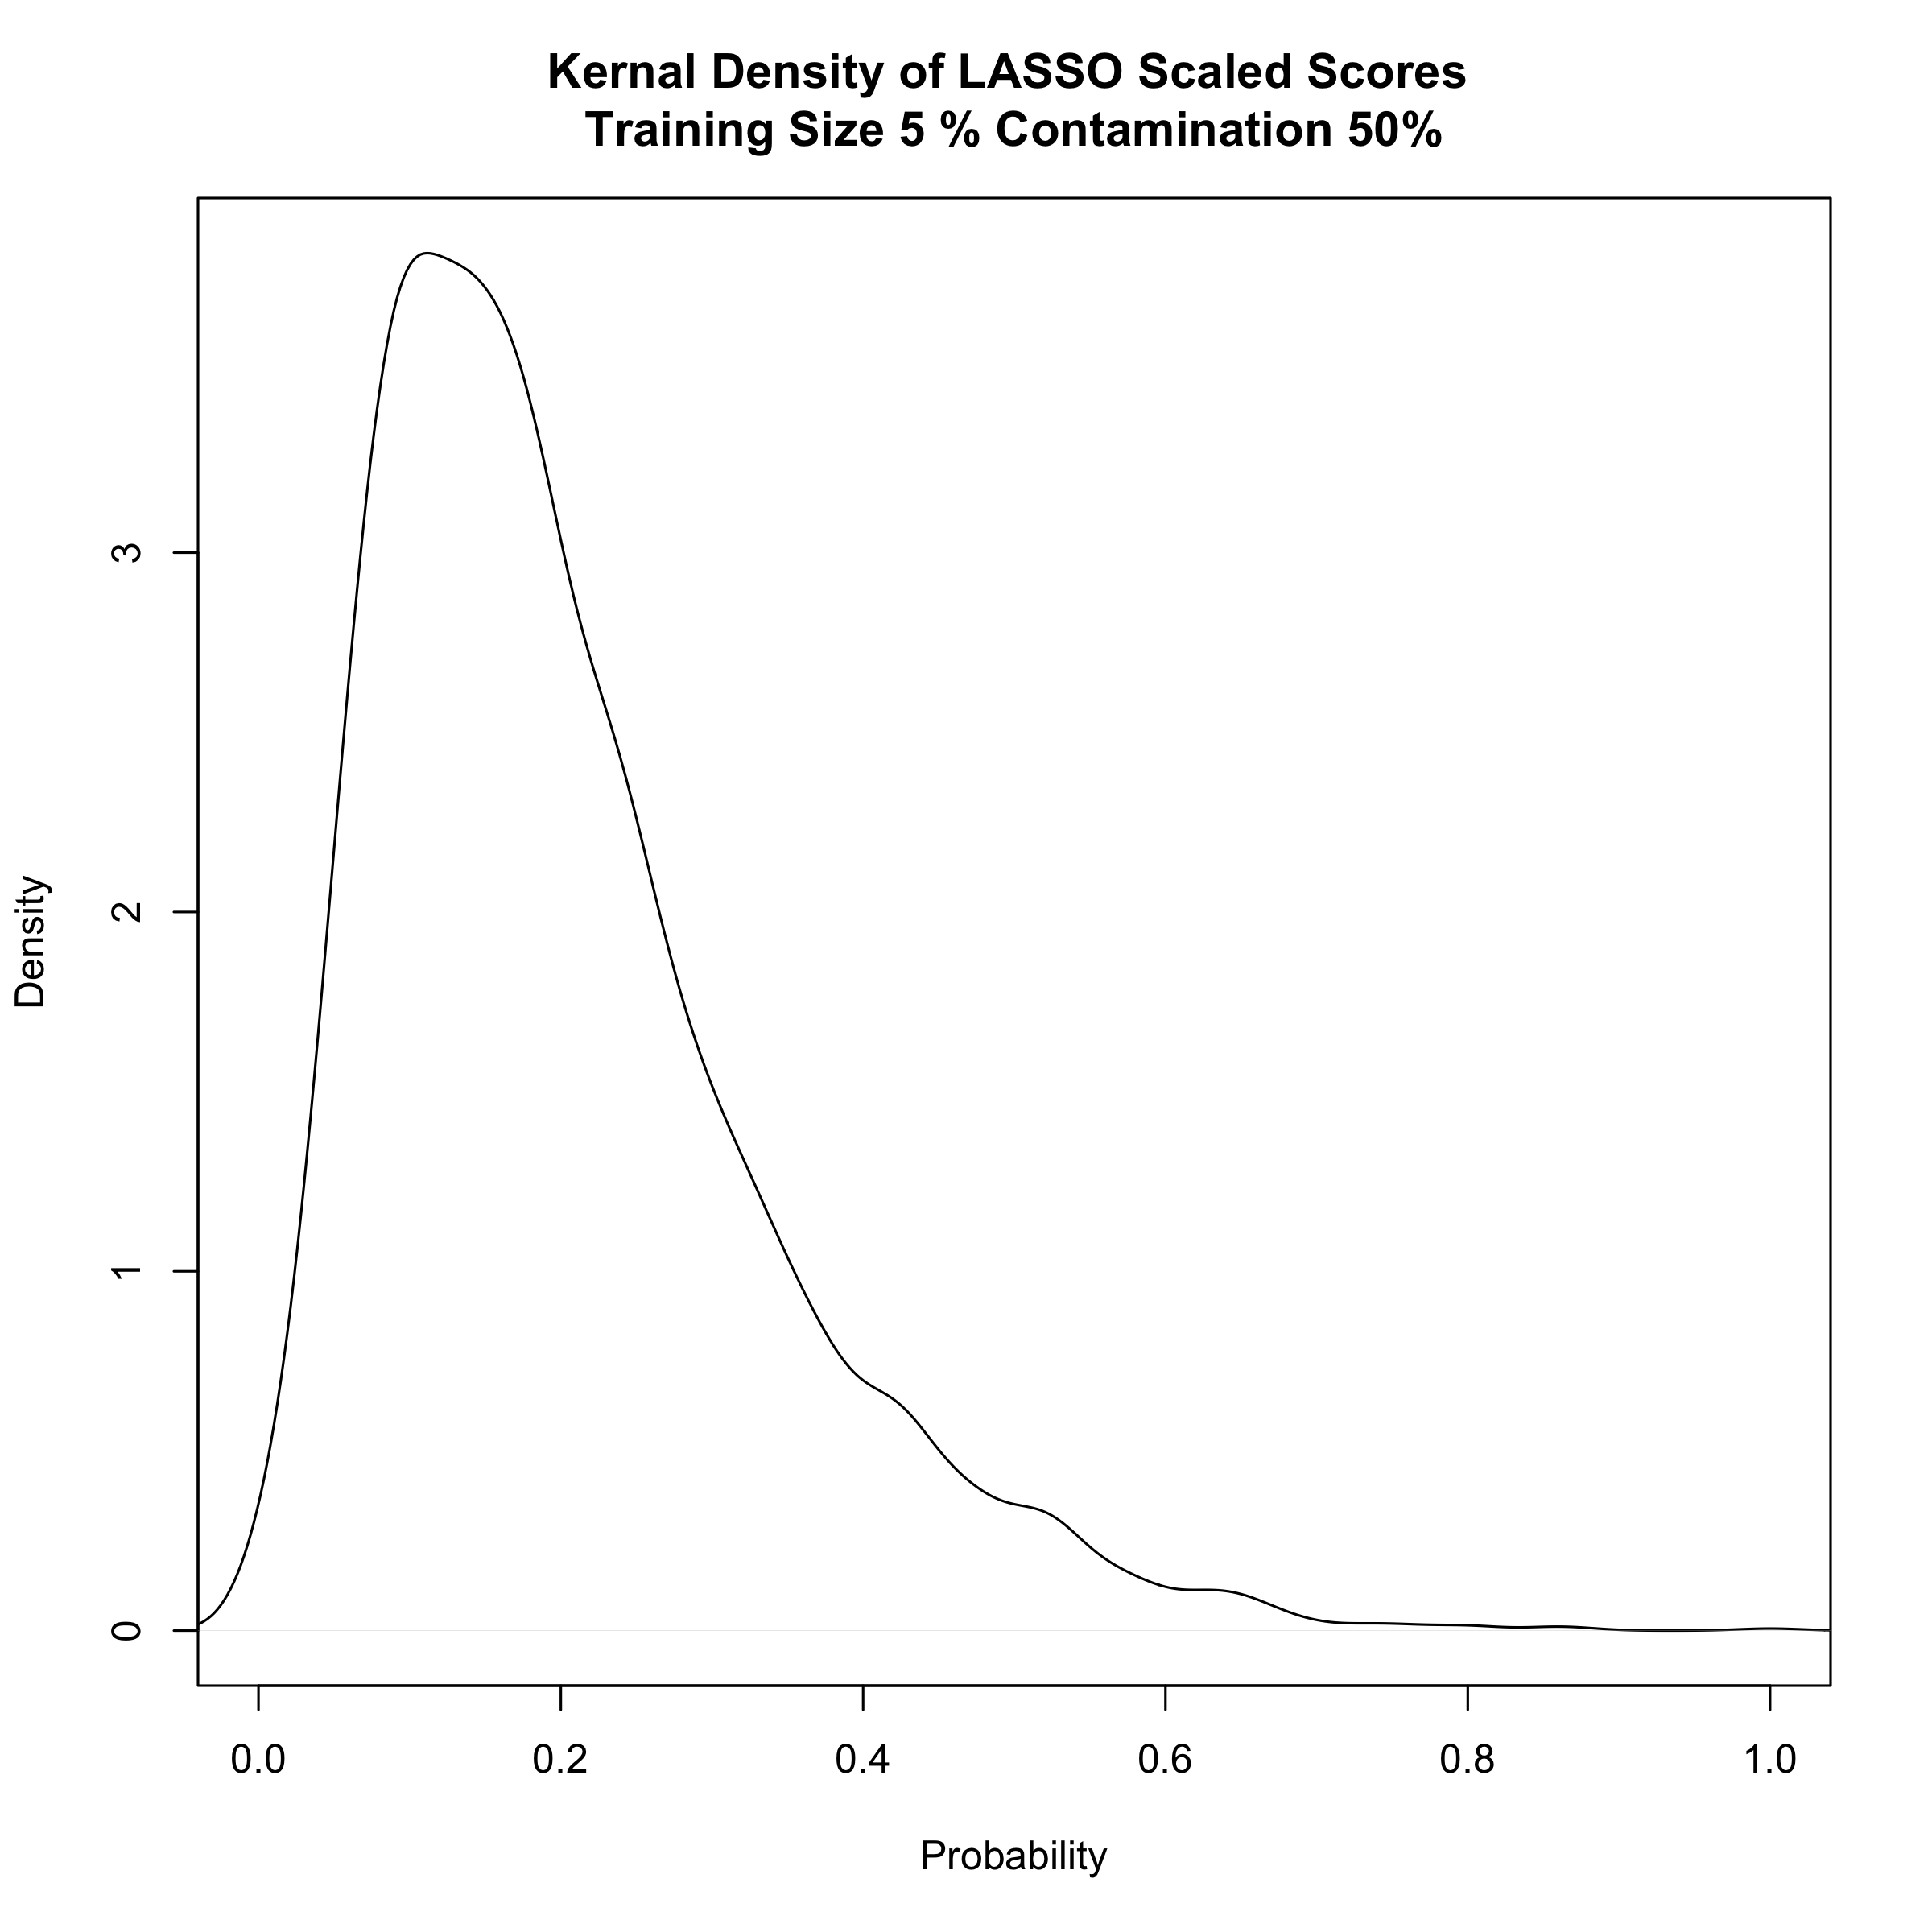 Kernal Density of LASSO Scaled Scores
Training Size 5 % Contamination 50%
Density
3
2
1
0
0.0 0.2 0.4 0.6 0.8 1.0
Probability